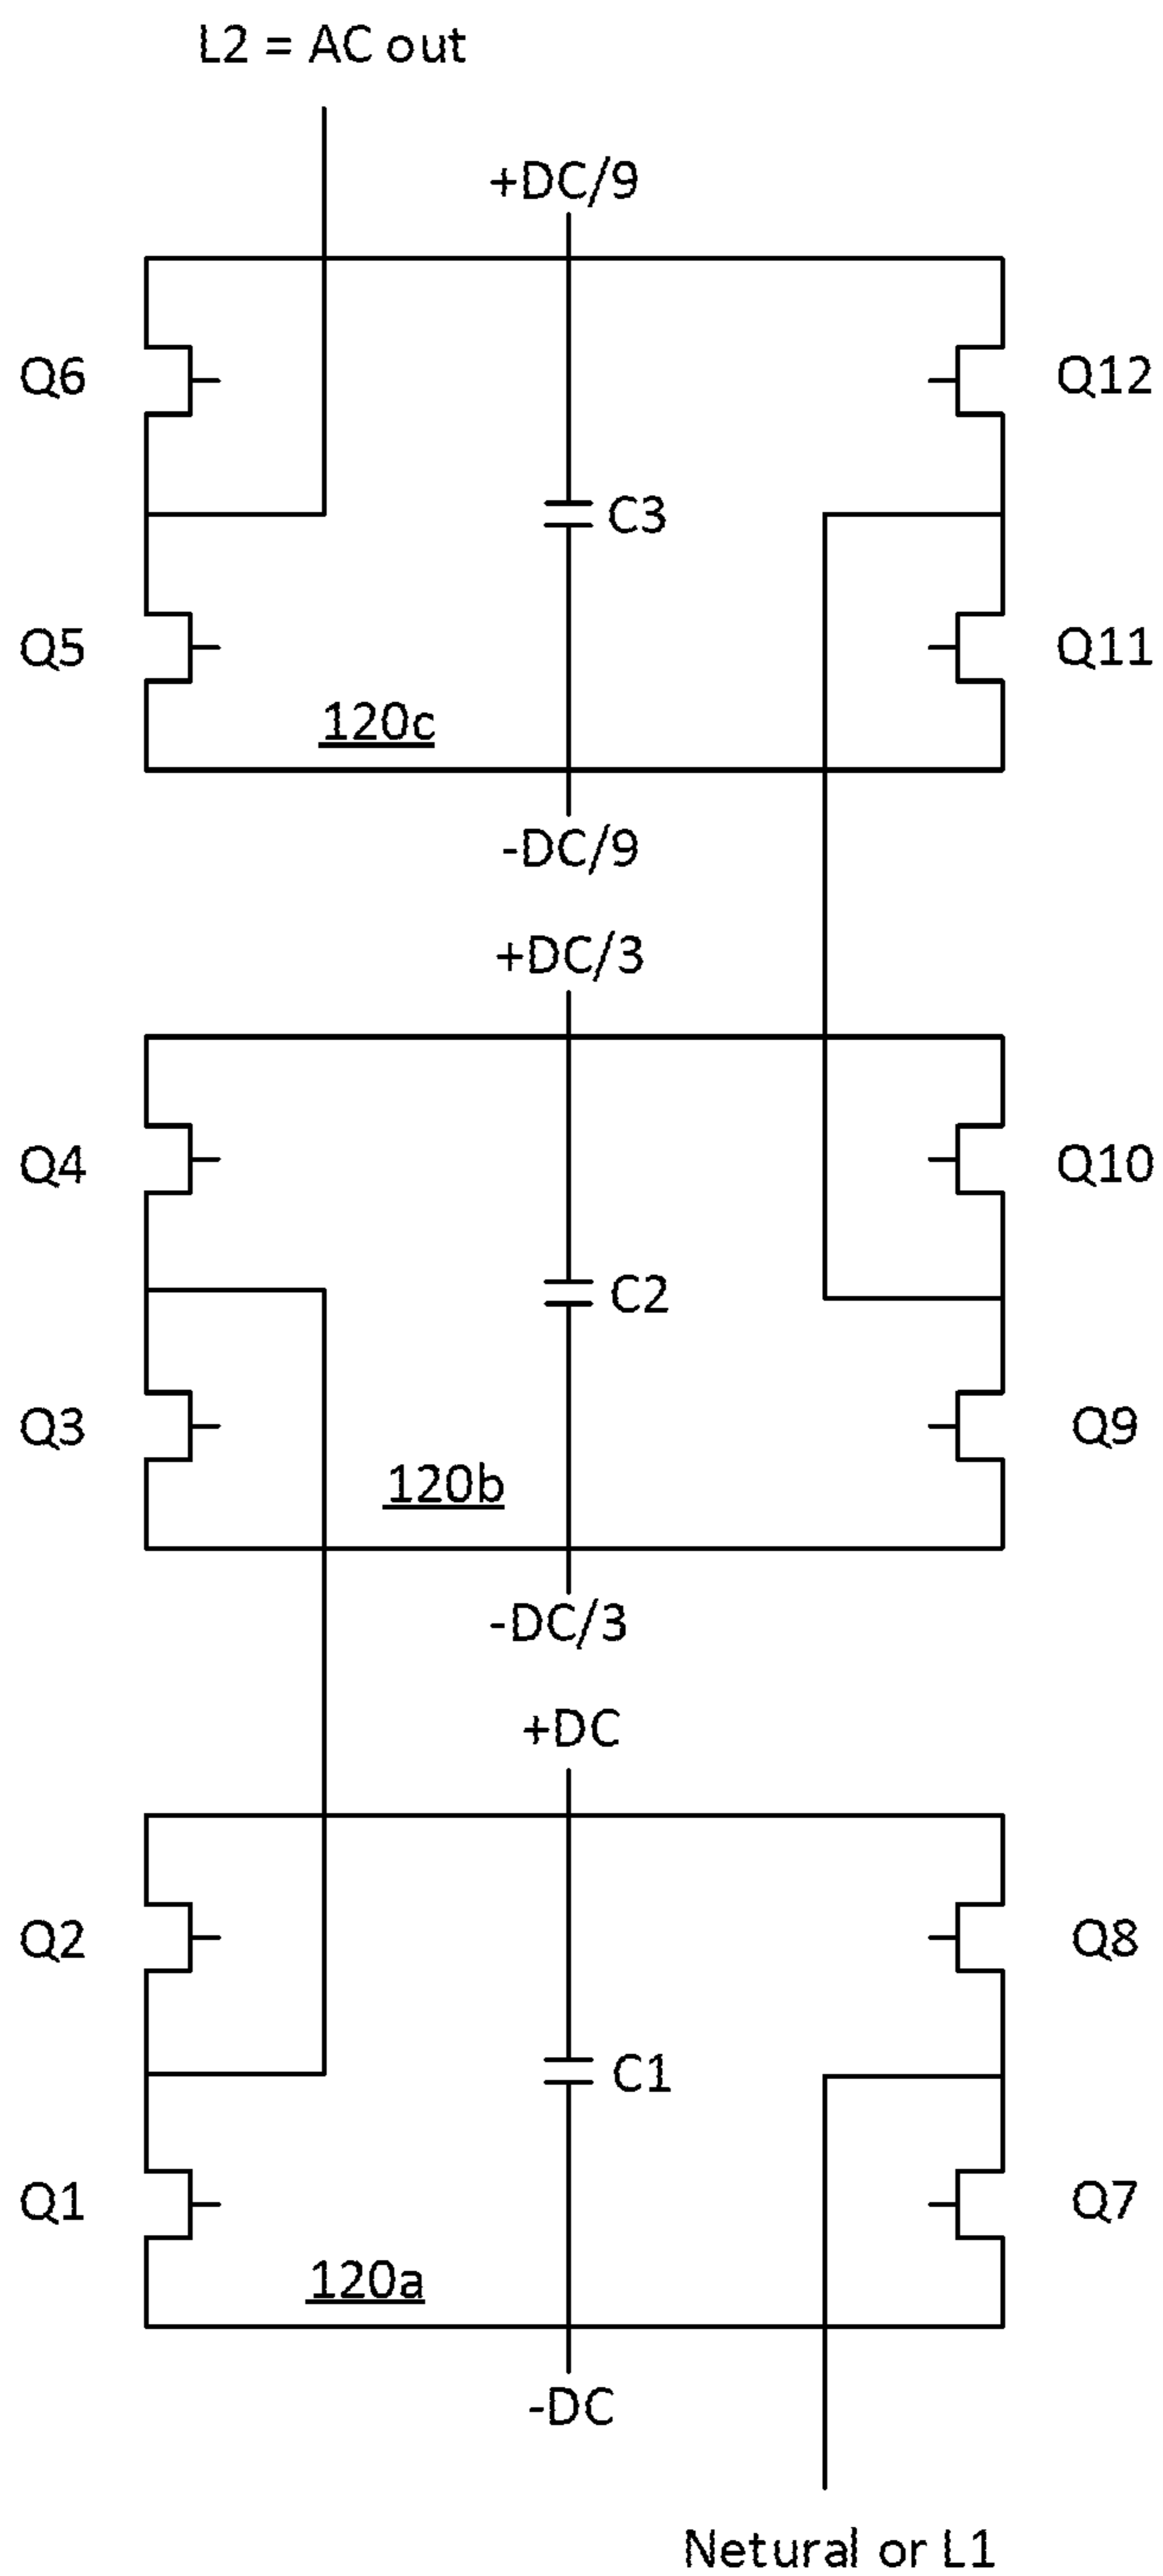 L2 = AC out
+DC/9
Q6
Q12
C3
Q5
Q11
120c
-DC/9
+DC/3
Q4
Q10
C2
Q3
Q9
120b
-DC/3
+DC
Q2
Q8
C1
Q1
Q7
120a
-DC
Netural or L1